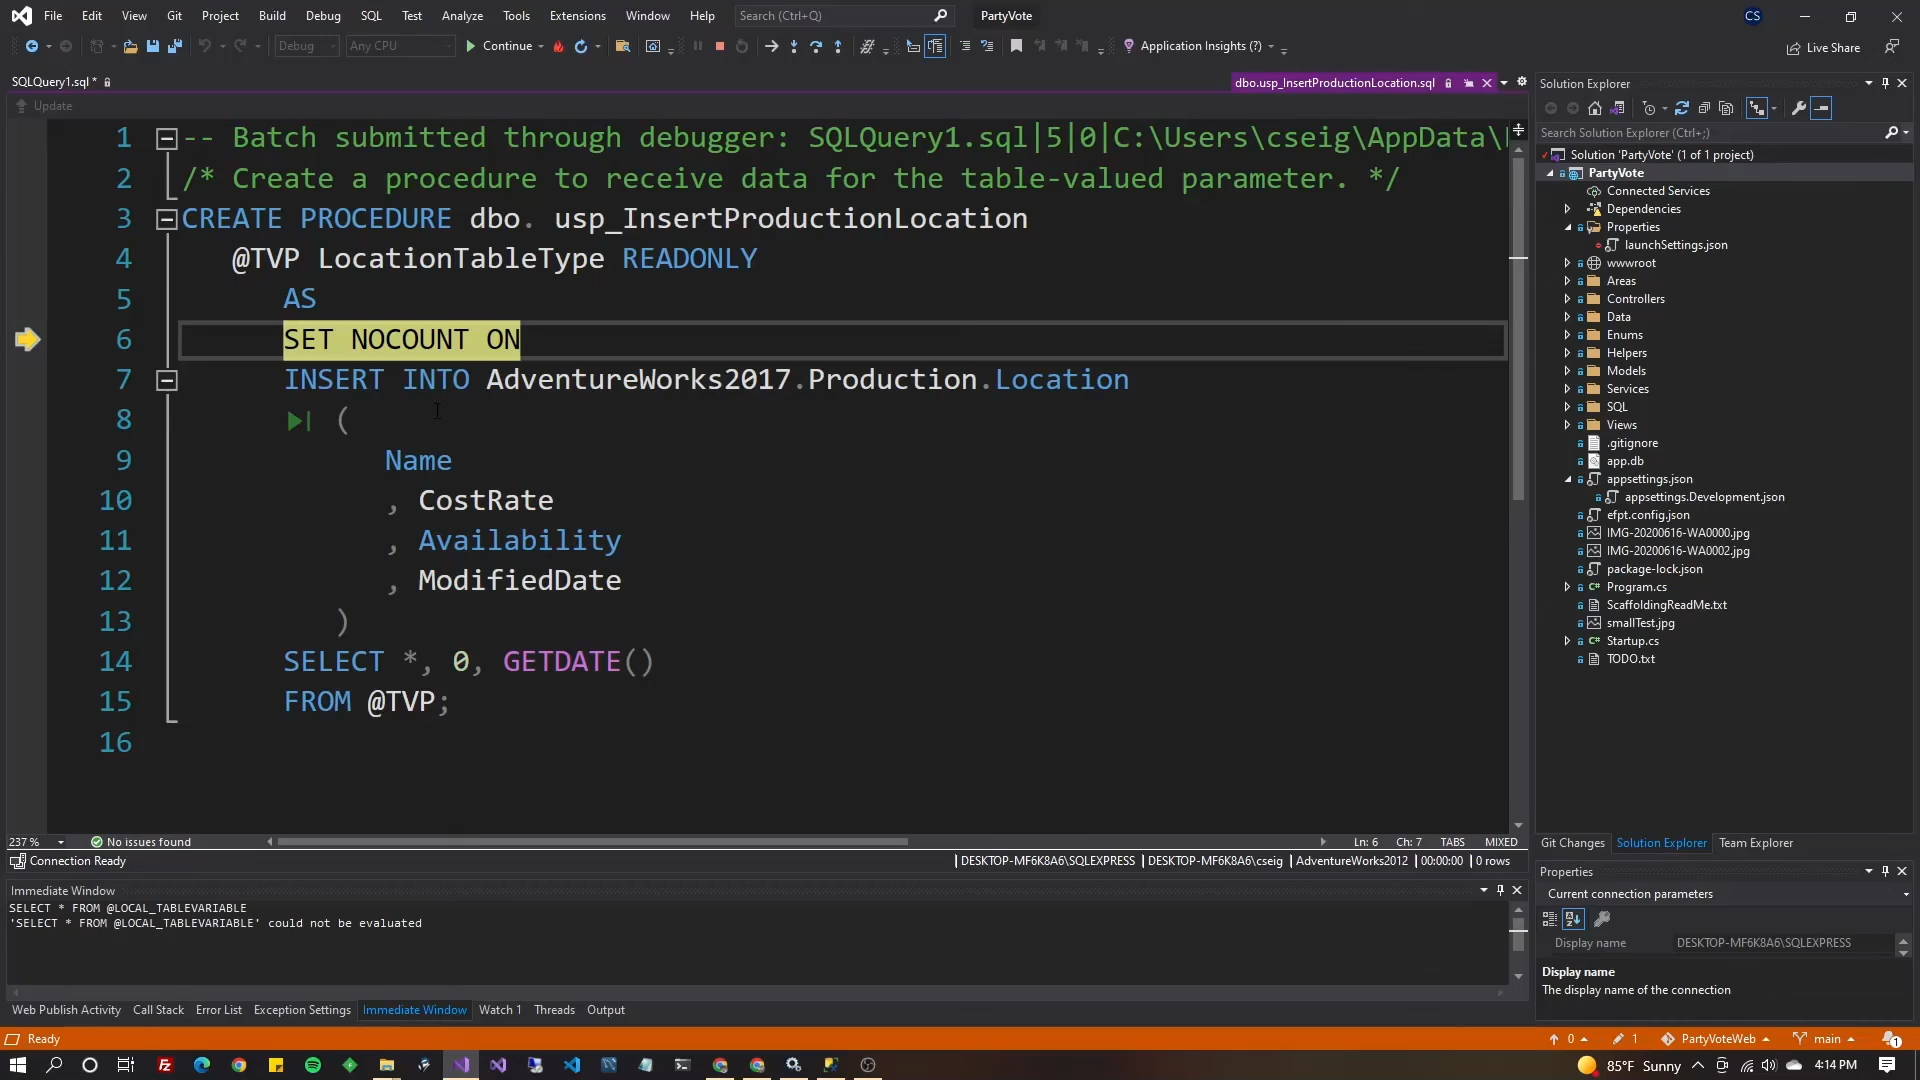 File Edit View Git Project Build Debug SQL Test Analyze Tools Extensions Window Help Search (Ctrl+Q) PartyVote CS
Debug Any CPU Continue Application Insights (?) Live Share
SQLQuery1.sql * dbo.usp_InsertProductionLocation.sql
Update
1 -- Batch submitted through debugger: SQLQuery1.sql|5|0|C:\Users\cseig\AppData\
2 /* Create a procedure to receive data for the table-valued parameter. */
3 CREATE PROCEDURE dbo. usp_InsertProductionLocation
4 @TVP LocationTableType READONLY
5 AS
6 SET NOCOUNT ON
7 INSERT INTO AdventureWorks2017.Production.Location
8 (
9 Name
10 , CostRate
11 , Availability
12 , ModifiedDate
13 )
14 SELECT *, 0, GETDATE()
15 FROM @TVP;
16
237 % No issues found Ln: 6 Ch: 7 TABS MIXED
Connection Ready DESKTOP-MF6K8A6\SQLEXPRESS DESKTOP-MF6K8A6\cseig AdventureWorks2012 00:00:00 0 rows
Immediate Window
SELECT * FROM @LOCAL_TABLEVARIABLE
'SELECT * FROM @LOCAL_TABLEVARIABLE' could not be evaluated
Web Publish Activity Call Stack Error List Exception Settings Immediate Window Watch 1 Threads Output
Solution Explorer
Search Solution Explorer (Ctrl+;)
Solution 'PartyVote' (1 of 1 project)
PartyVote
Connected Services
Dependencies
Properties
launchSettings.json
wwwroot
Areas
Controllers
Data
Enums
Helpers
Models
Services
SQL
Views
.gitignore
app.db
appsettings.json
appsettings.Development.json
efpt.config.json
IMG-20200616-WA0000.jpg
IMG-20200616-WA0002.jpg
package-lock.json
C# Program.cs
ScaffoldingReadMe.txt
smallTest.jpg
C# Startup.cs
TODO.txt
Git Changes Solution Explorer Team Explorer
Properties
Current connection parameters
Display name DESKTOP-MF6K8A6\SQLEXPRESS
Display name
The display name of the connection
Ready 0 1 PartyVoteWeb main 1
85°F Sunny 4:14 PM